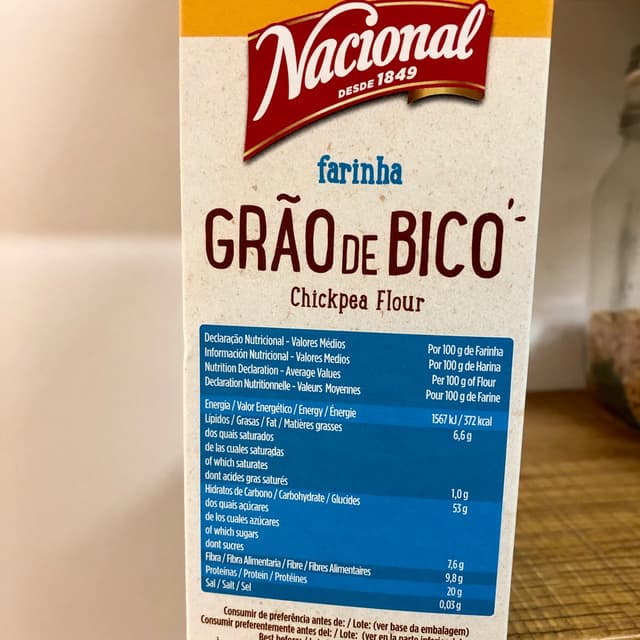 Nacional
DESDE 1849
farinha
GRÃO DE BICO
Chickpea Flour
Declaração Nutricional - Valores Médios Por 100 g de Farinha
Información Nutricional - Valores Medios Por 100 g de Harina
Nutrition Declaration - Average Values Per 100 g of Flour
Declaration Nutritionnelle - Valeurs Moyennes Pour 100 g de Farine
Energia / Valor Energético / Energy / Énergie 1567 kJ / 372 kcal
Lípidos / Grasas / Fat / Matières grasses 6,6 g
dos quais saturados
de las cuales saturadas
of which saturates
dont acides gras saturés 1,0 g
Hidratos de Carbono / Carbohydrate / Glucides 53 g
dos quais açúcares
de los cuales azúcares
of which sugars
dont sucres 7,6 g
Fibra / Fibra Alimentaria / Fibre / Fibres Alimentaires 9,8 g
Proteínas / Protein / Protéines 20 g
Sal / Salt / Sel 0,03 g
Consumir de preferência antes de: / Lote: (ver base da embalagem)
Consumir preferentemente antes del: / Lote: (ver en la parte
Best before: